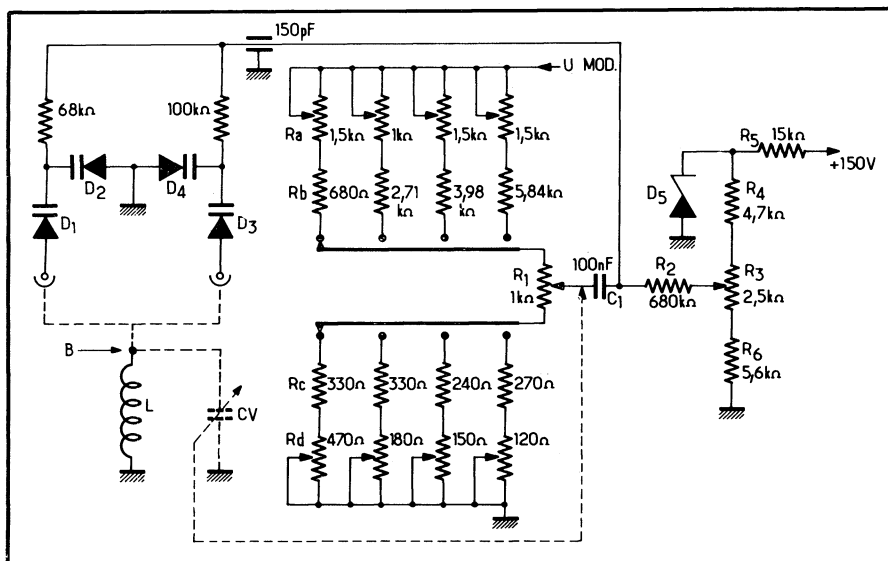 150pF
U MOD.
68kΩ
100kΩ
Ra
1,5kΩ
1kΩ
1,5kΩ
1,5kΩ
R5
15kΩ
+150V
D2
D4
D5
R4
4,7kΩ
Rb
680Ω
2,71
kΩ
3,98
kΩ
5,84kΩ
D1
D3
R1
1kΩ
100nF
C1
R2
680kΩ
R3
2,5kΩ
B
L
CV
Rc
330Ω
330Ω
240Ω
270Ω
R6
5,6kΩ
Rd
470Ω
180Ω
150Ω
120Ω